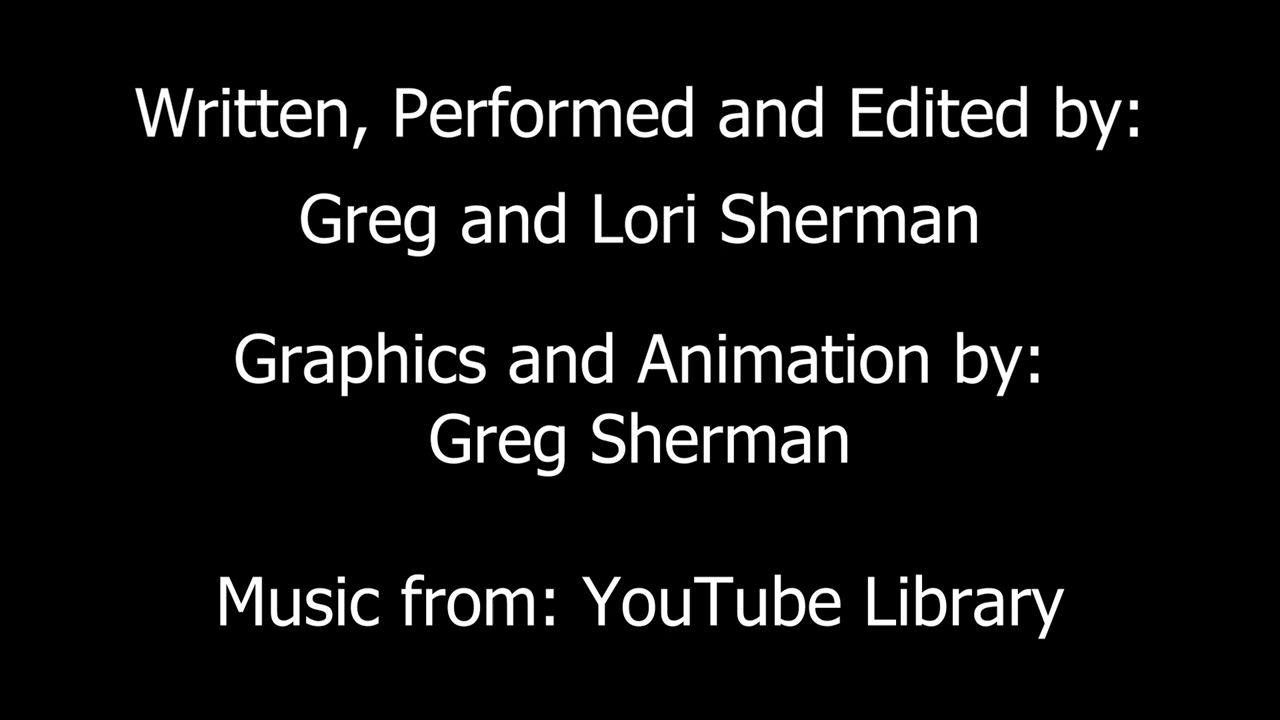 Written, Performed and Edited by:
Greg and Lori Sherman
Graphics and Animation by:
Greg Sherman
Music from: YouTube Library